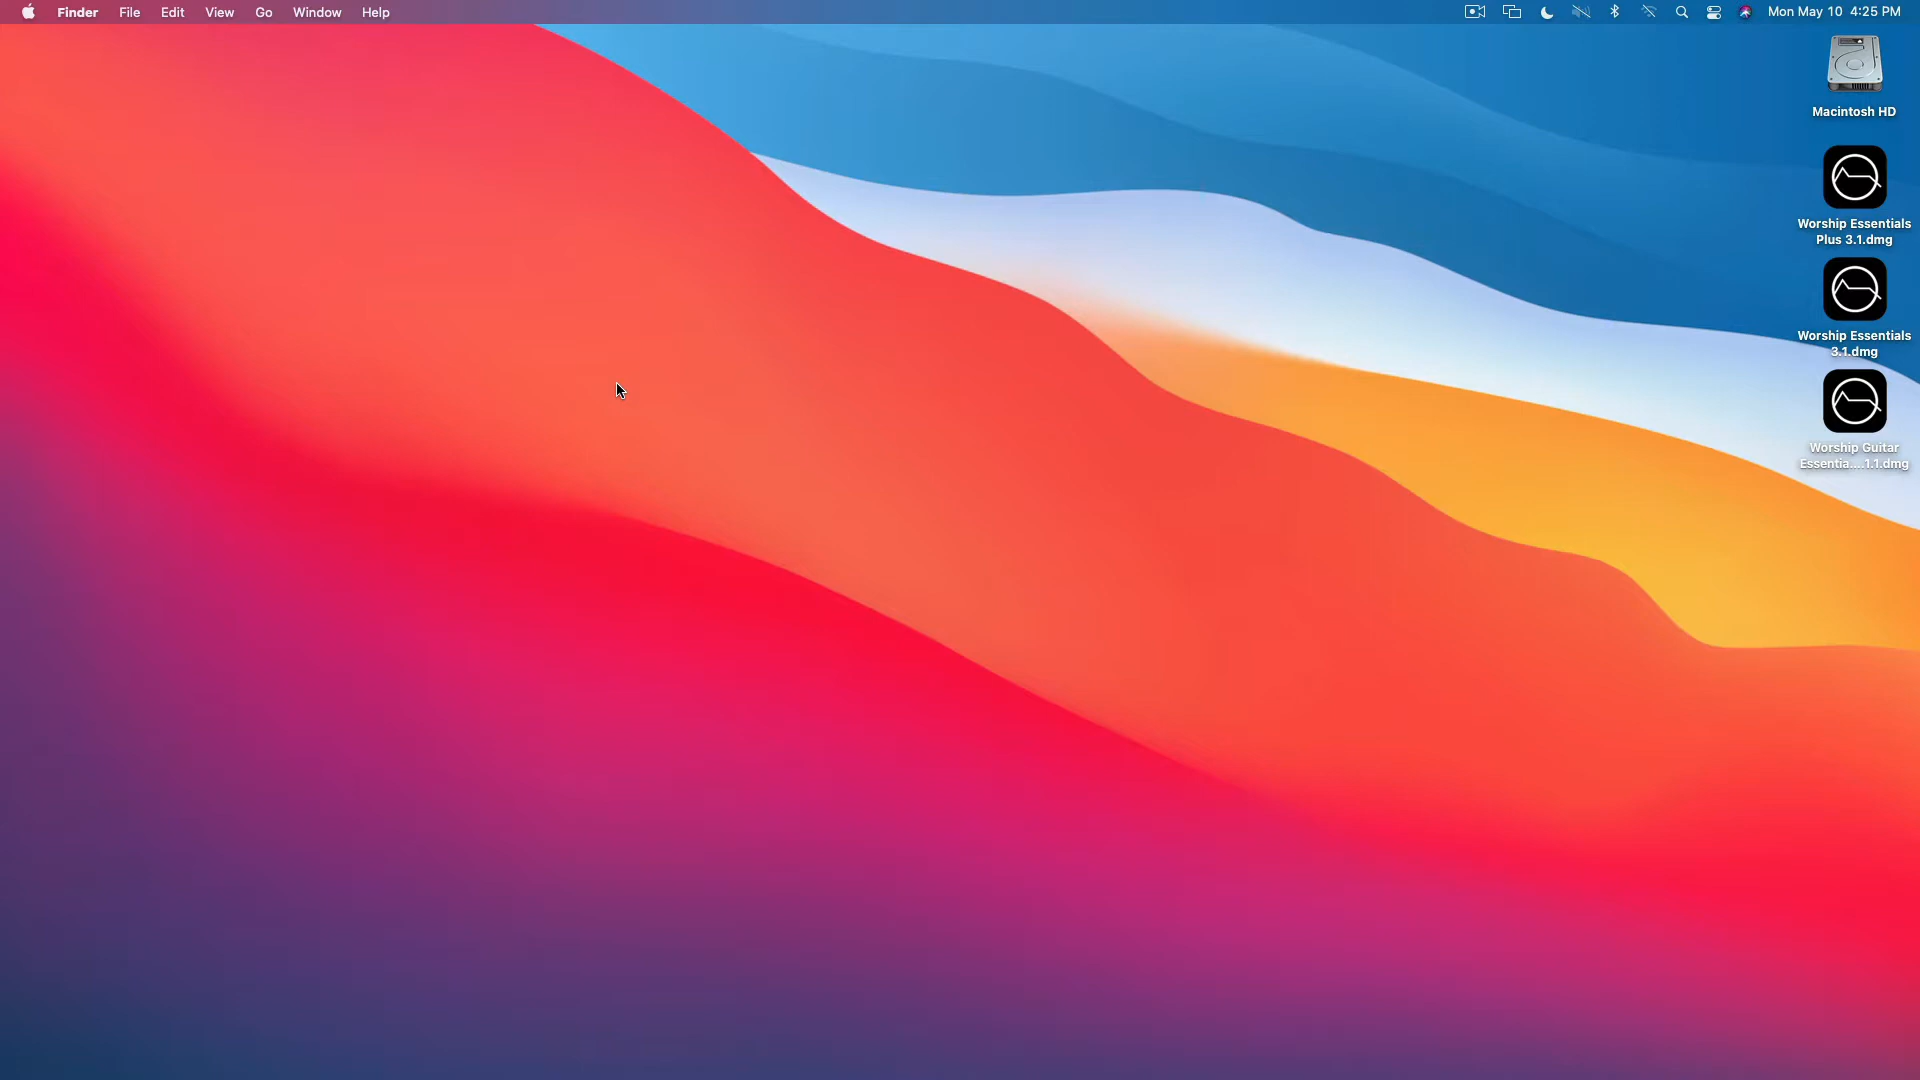 Finder File Edit View Go Window Help Mon May 10 4:25 PM
Macintosh HD
Worship Essentials
Plus 3.1.dmg
Worship Essentials
3.1.dmg
Worship Guitar
Essentia....1.1.dmg